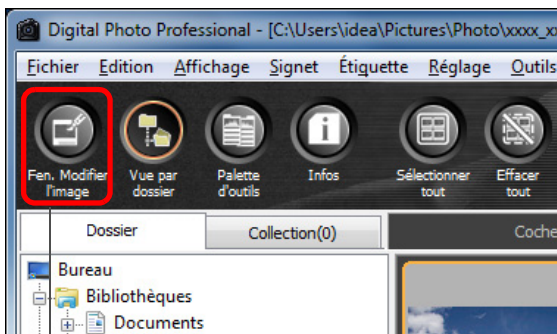 Digital Photo Professional - [C:\Users\idea\Pictures\Photo\xxxx_xx
Fichier Edition Affichage Signet Étiquette Réglage Outils
Fen. Modifier l'image
Vue par dossier
Palette d'outils
Infos
Sélectionner tout
Effacer tout
Dossier Collection(0) Coche
Bureau
Bibliothèques
Documents